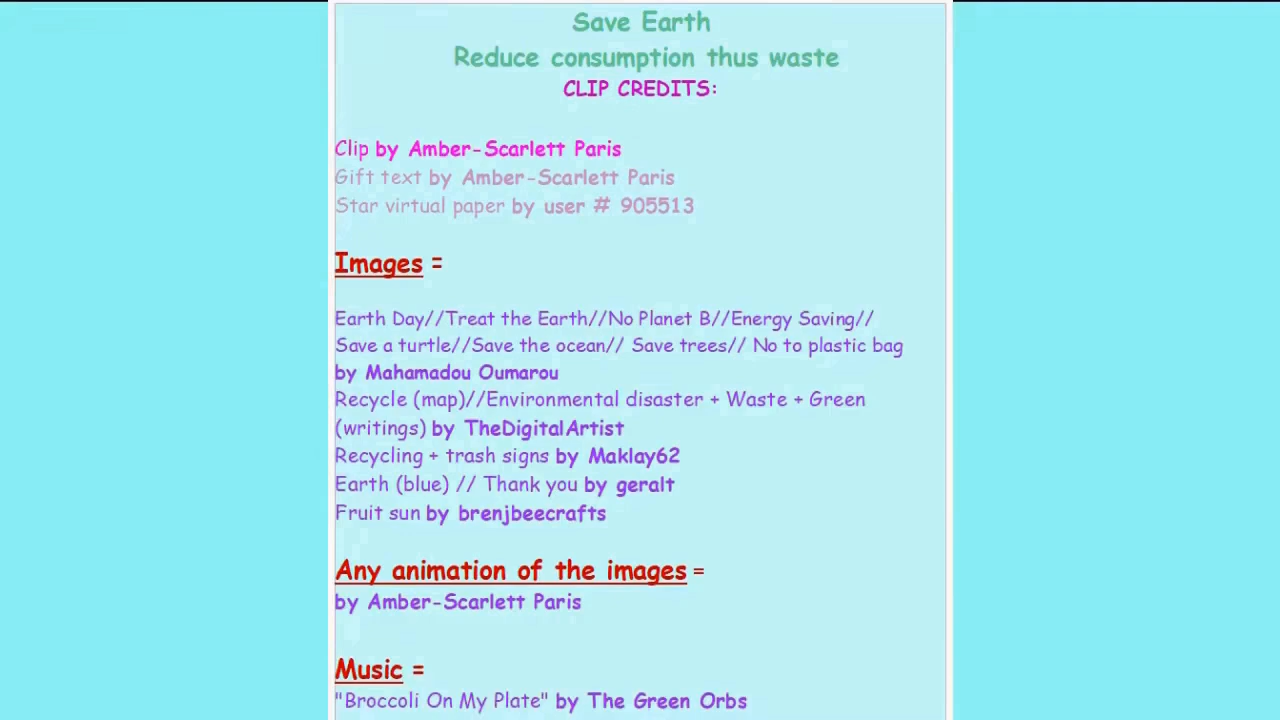 Save Earth
Reduce consumption thus waste
CLIP CREDITS:
Clip by Amber-Scarlett Paris
Gift text by Amber-Scarlett Paris
Star virtual paper by user # 905513
Images =
Earth Day//Treat the Earth//No Planet B//Energy Saving//
Save a turtle//Save the ocean// Save trees// No to plastic bag
by Mahamadou Oumarou
Recycle (map)//Environmental disaster + Waste + Green
(writings) by TheDigitalArtist
Recycling + trash signs by Maklay62
Earth (blue) // Thank you by geralt
Fruit sun by brenjbeecrafts
Any animation of the images =
by Amber-Scarlett Paris
Music =
"Broccoli On My Plate" by The Green Orbs